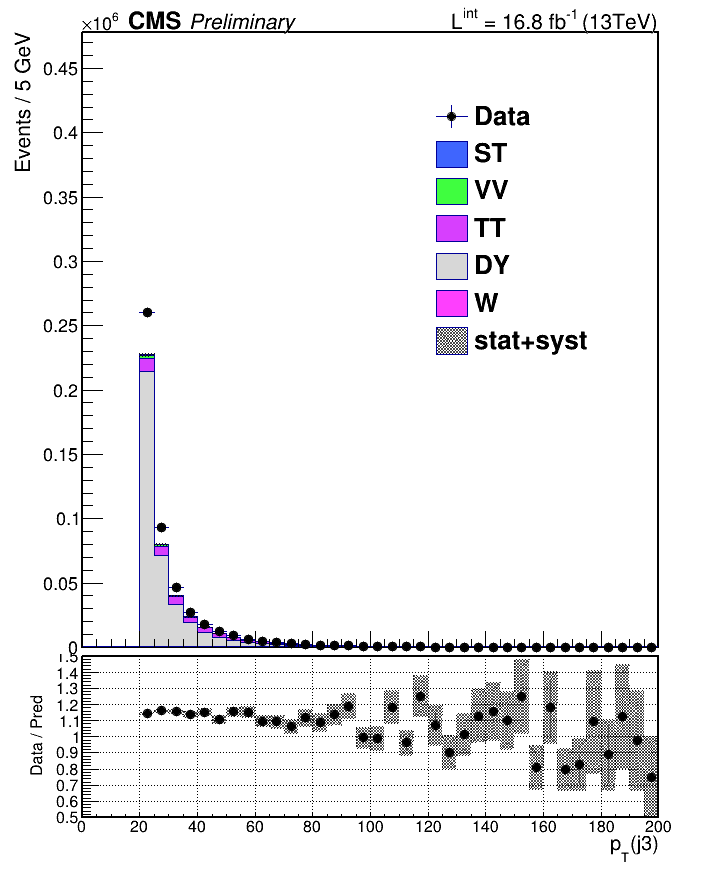 ×10⁶ CMS Preliminary L^int = 16.8 fb⁻¹ (13TeV)
Events / 5 GeV
0.45
0.4
0.35
0.3
0.25
0.2
0.15
0.1
0.05
0
Data
ST
VV
TT
DY
W
stat+syst
Data / Pred
1.5
1.4
1.3
1.2
1.1
1
0.9
0.8
0.7
0.6
0.5
0 20 40 60 80 100 120 140 160 180 200
p_T(j3)